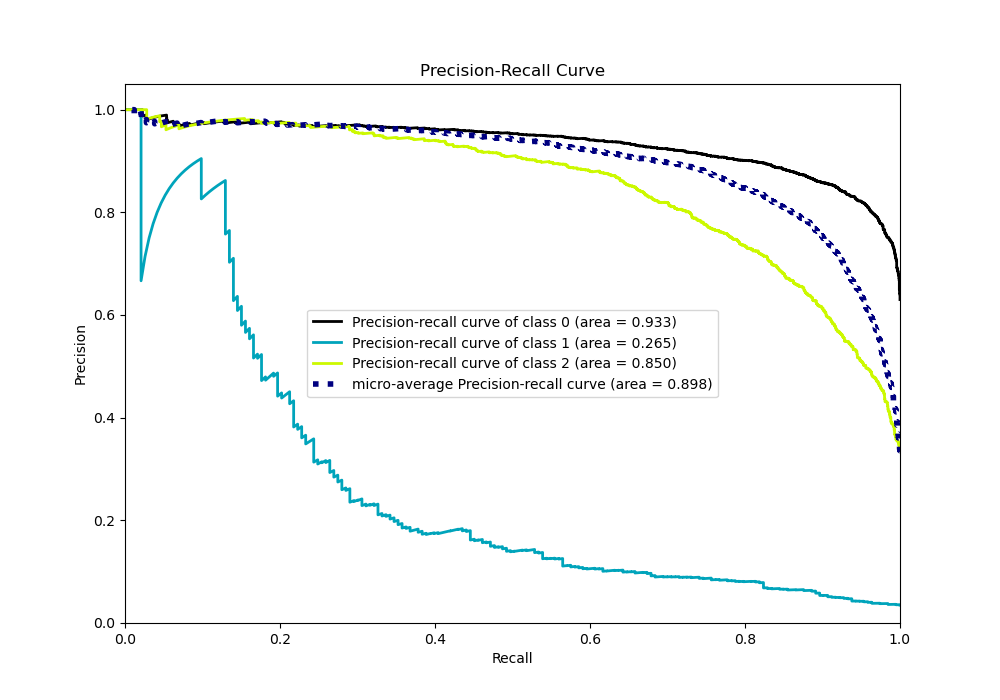 Precision-Recall Curve
1.0
0.8
0.6
0.4
0.2
0.0
Precision
Precision-recall curve of class 0 (area = 0.933)
Precision-recall curve of class 1 (area = 0.265)
Precision-recall curve of class 2 (area = 0.850)
micro-average Precision-recall curve (area = 0.898)
0.0 0.2 0.4 0.6 0.8 1.0
Recall